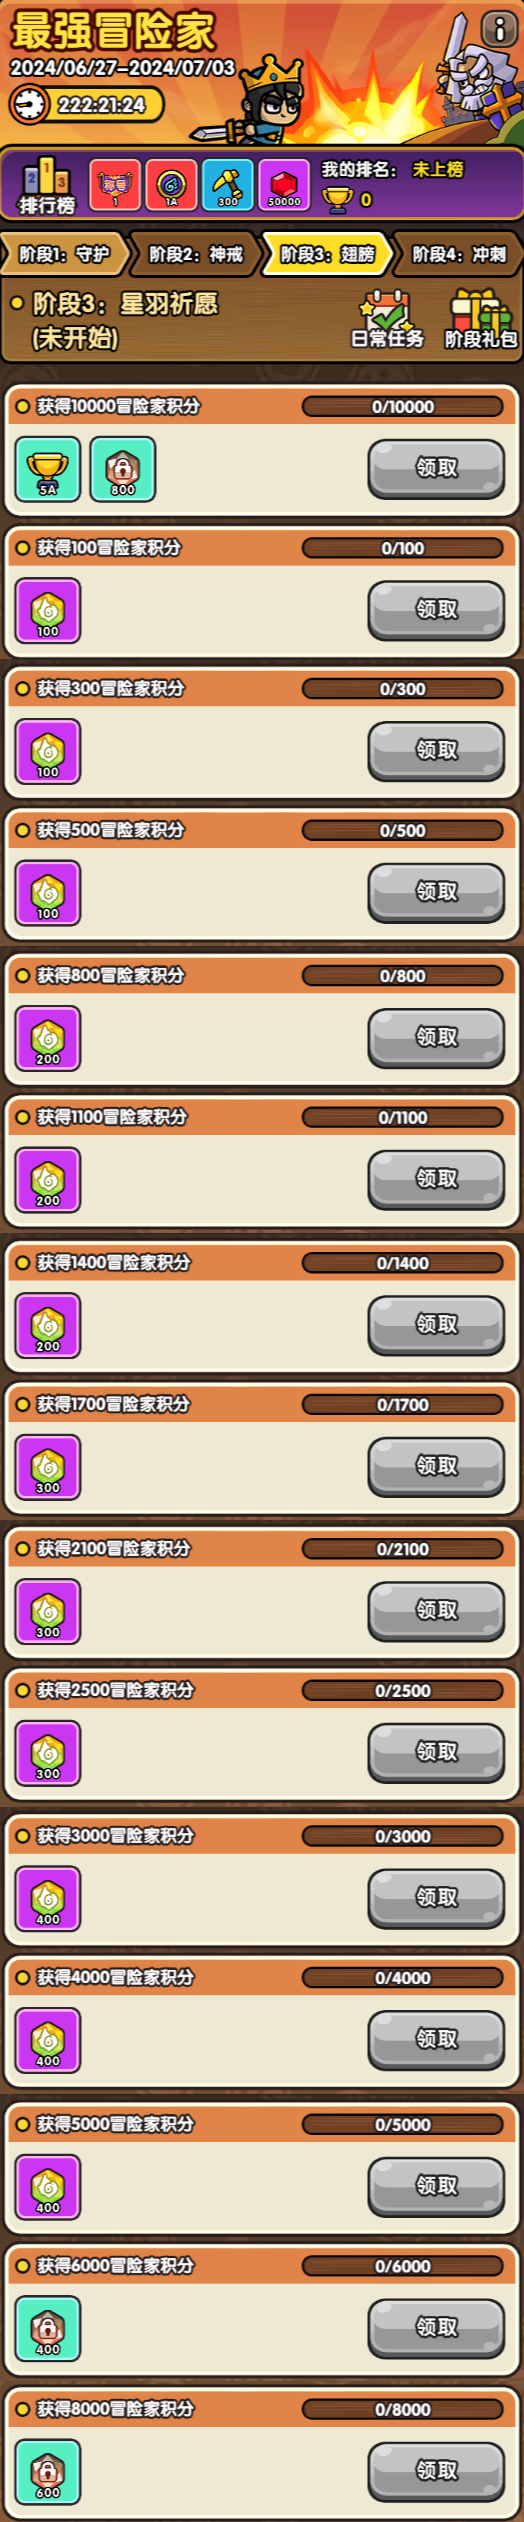 最强冒险家
2024/06/27-2024/07/03
222:21:24
排行榜
称号
1
1A
300
50000
我的排名： 未上榜
0
阶段1：守护
阶段2：神戒
阶段3：翅膀
阶段4：冲刺
阶段3：星羽祈愿
(未开始)
日常任务
阶段礼包
获得10000冒险家积分
0/10000
5A
800
领取
获得100冒险家积分
0/100
100
领取
获得300冒险家积分
0/300
100
领取
获得500冒险家积分
0/500
100
领取
获得800冒险家积分
0/800
200
领取
获得1100冒险家积分
0/1100
200
领取
获得1400冒险家积分
0/1400
200
领取
获得1700冒险家积分
0/1700
300
领取
获得2100冒险家积分
0/2100
300
领取
获得2500冒险家积分
0/2500
300
领取
获得3000冒险家积分
0/3000
400
领取
获得4000冒险家积分
0/4000
400
领取
获得5000冒险家积分
0/5000
400
领取
获得6000冒险家积分
0/6000
400
领取
获得8000冒险家积分
0/8000
600
领取